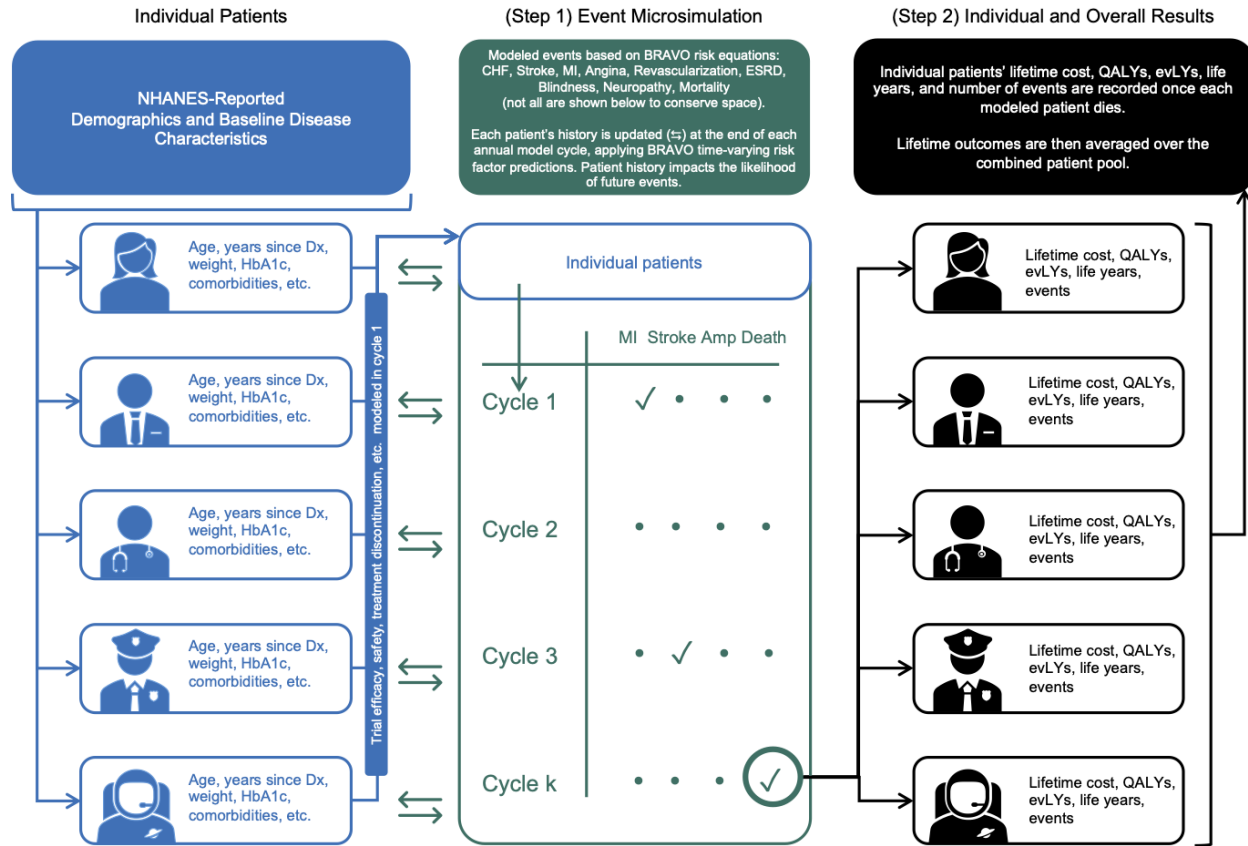 Individual Patients
NHANES-Reported
Demographics and Baseline Disease
Characteristics
Age, years since Dx,
weight, HbA1c,
comorbidities, etc.
Age, years since Dx,
weight, HbA1c,
comorbidities, etc.
Age, years since Dx,
weight, HbA1c,
comorbidities, etc.
Age, years since Dx,
weight, HbA1c,
comorbidities, etc.
Age, years since Dx,
weight, HbA1c,
comorbidities, etc.
Trial efficacy, safety, treatment discontinuation, etc. modeled in cycle 1
(Step 1) Event Microsimulation
Modeled events based on BRAVO risk equations:
CHF, Stroke, MI, Angina, Revascularization, ESRD,
Blindness, Neuropathy, Mortality
(not all are shown below to conserve space).
Each patient's history is updated (⇆) at the end of each
annual model cycle, applying BRAVO time-varying risk
factor predictions. Patient history impacts the likelihood
of future events.
Individual patients
MI Stroke Amp Death
Cycle 1 ✓ • • •
Cycle 2 • • • •
Cycle 3 • ✓ • •
Cycle k • • • ✓
(Step 2) Individual and Overall Results
Individual patients' lifetime cost, QALYs, evLYs, life
years, and number of events are recorded once each
modeled patient dies.
Lifetime outcomes are then averaged over the
combined patient pool.
Lifetime cost, QALYs,
evLYs, life years,
events
Lifetime cost, QALYs,
evLYs, life years,
events
Lifetime cost, QALYs,
evLYs, life years,
events
Lifetime cost, QALYs,
evLYs, life years,
events
Lifetime cost, QALYs,
evLYs, life years,
events